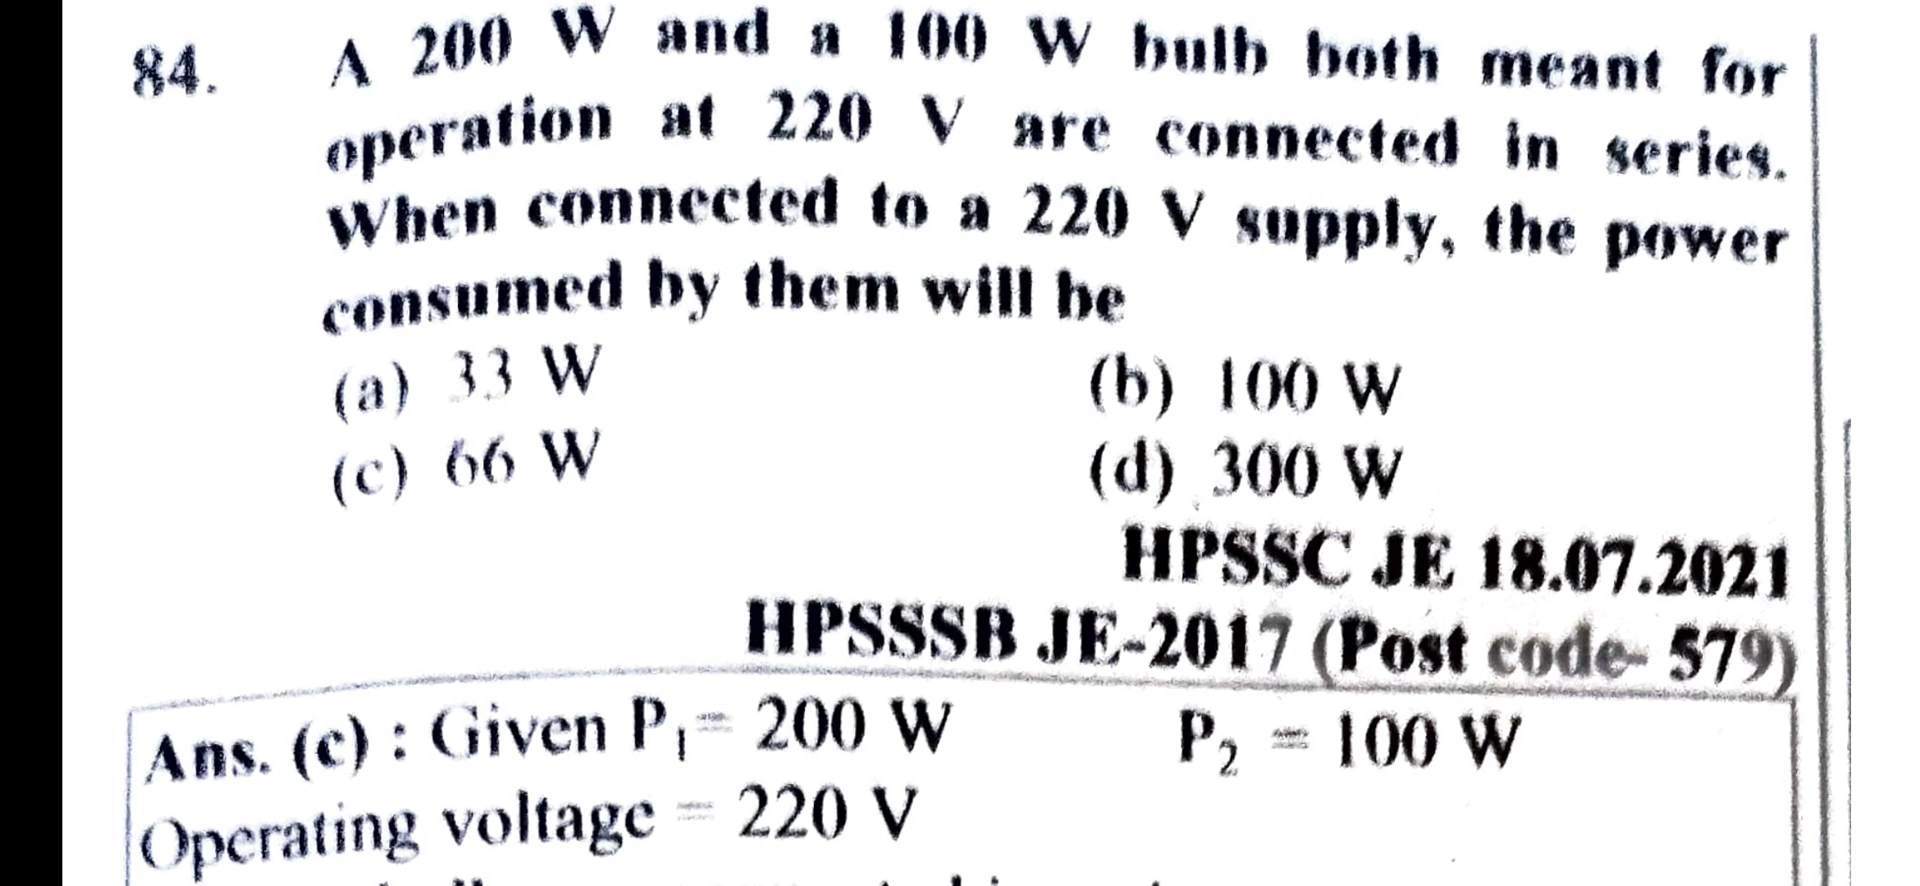 84. A 200 W and a 100 W bulb both meant for
operation at 220 V are connected in series.
When connected to a 220 V supply, the power
consumed by them will be
(a) 33 W (b) 100 W
(c) 66 W (d) 300 W
HPSSC JE 18.07.2021
HPSSSB JE-2017 (Post code- 579)
Ans. (c) : Given P₁= 200 W P₂ = 100 W
Operating voltage = 220 V